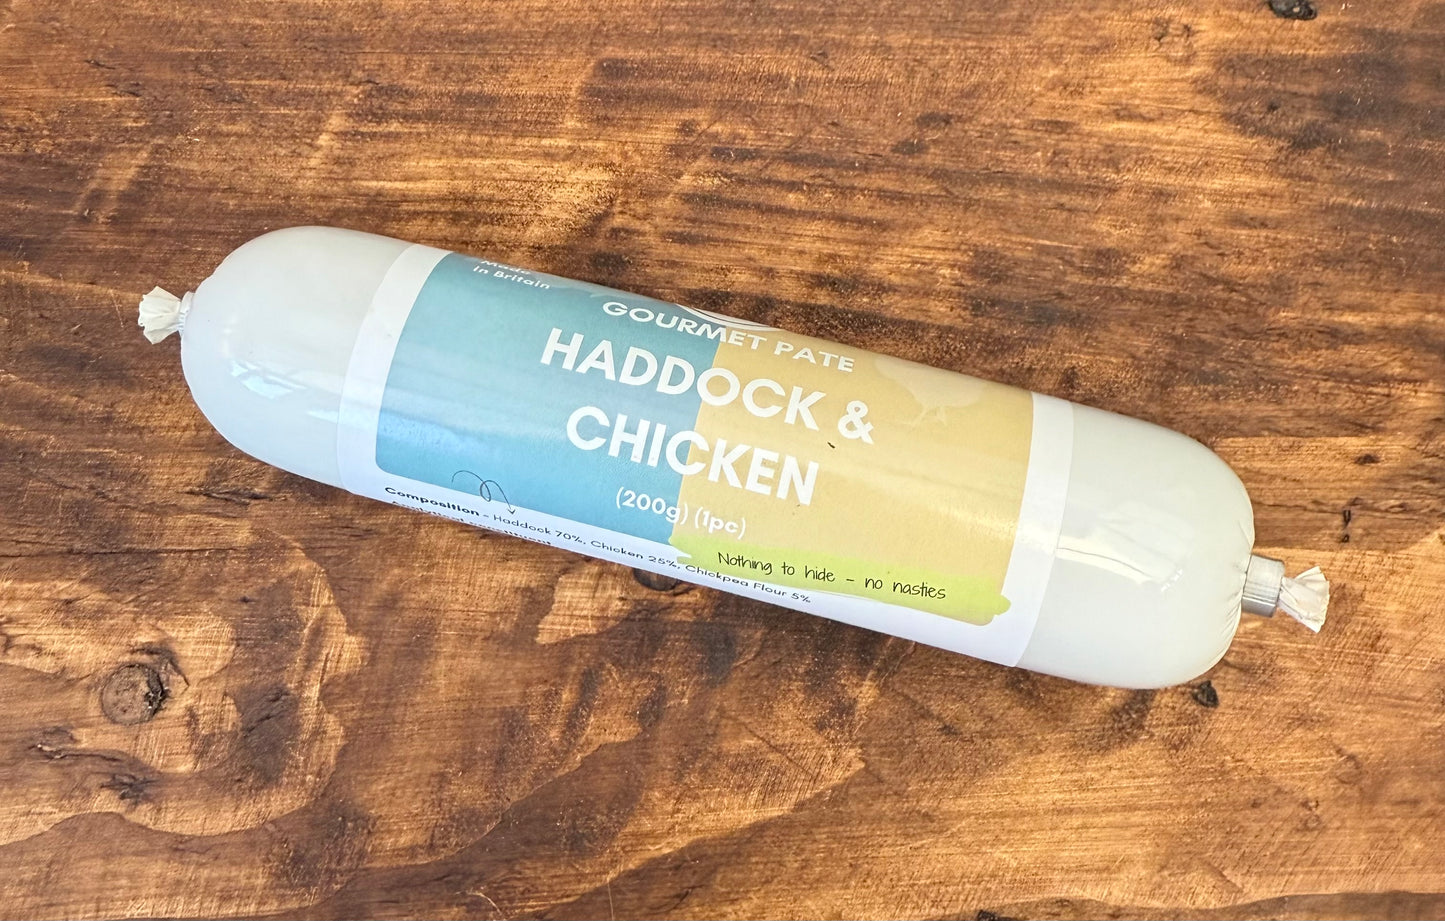 Made
in Britain
GOURMET PATE
HADDOCK &
CHICKEN
(200g) (1pc)
Nothing to hide - no nasties
Composition - Haddock 70%, Chicken 25%, Chickpea Flour 5%